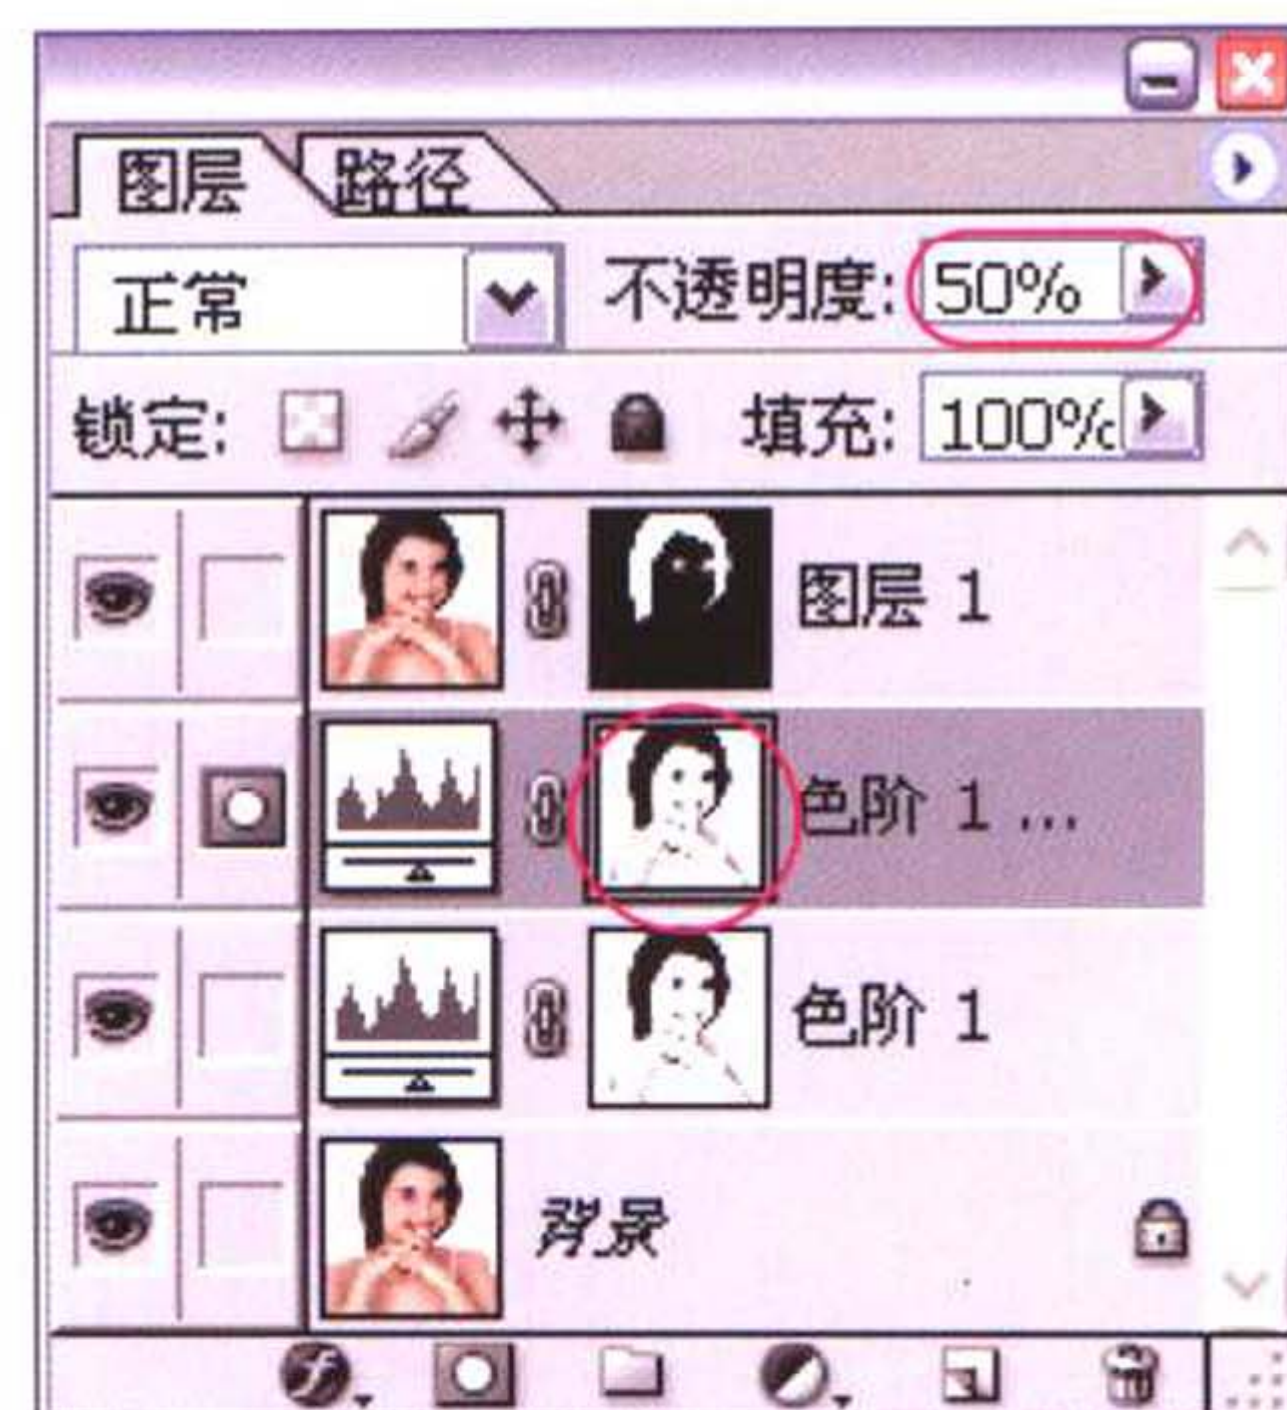 图层 路径
正常 不透明度: 50%
锁定: 填充: 100%
图层 1
色阶 1 ...
色阶 1
背景